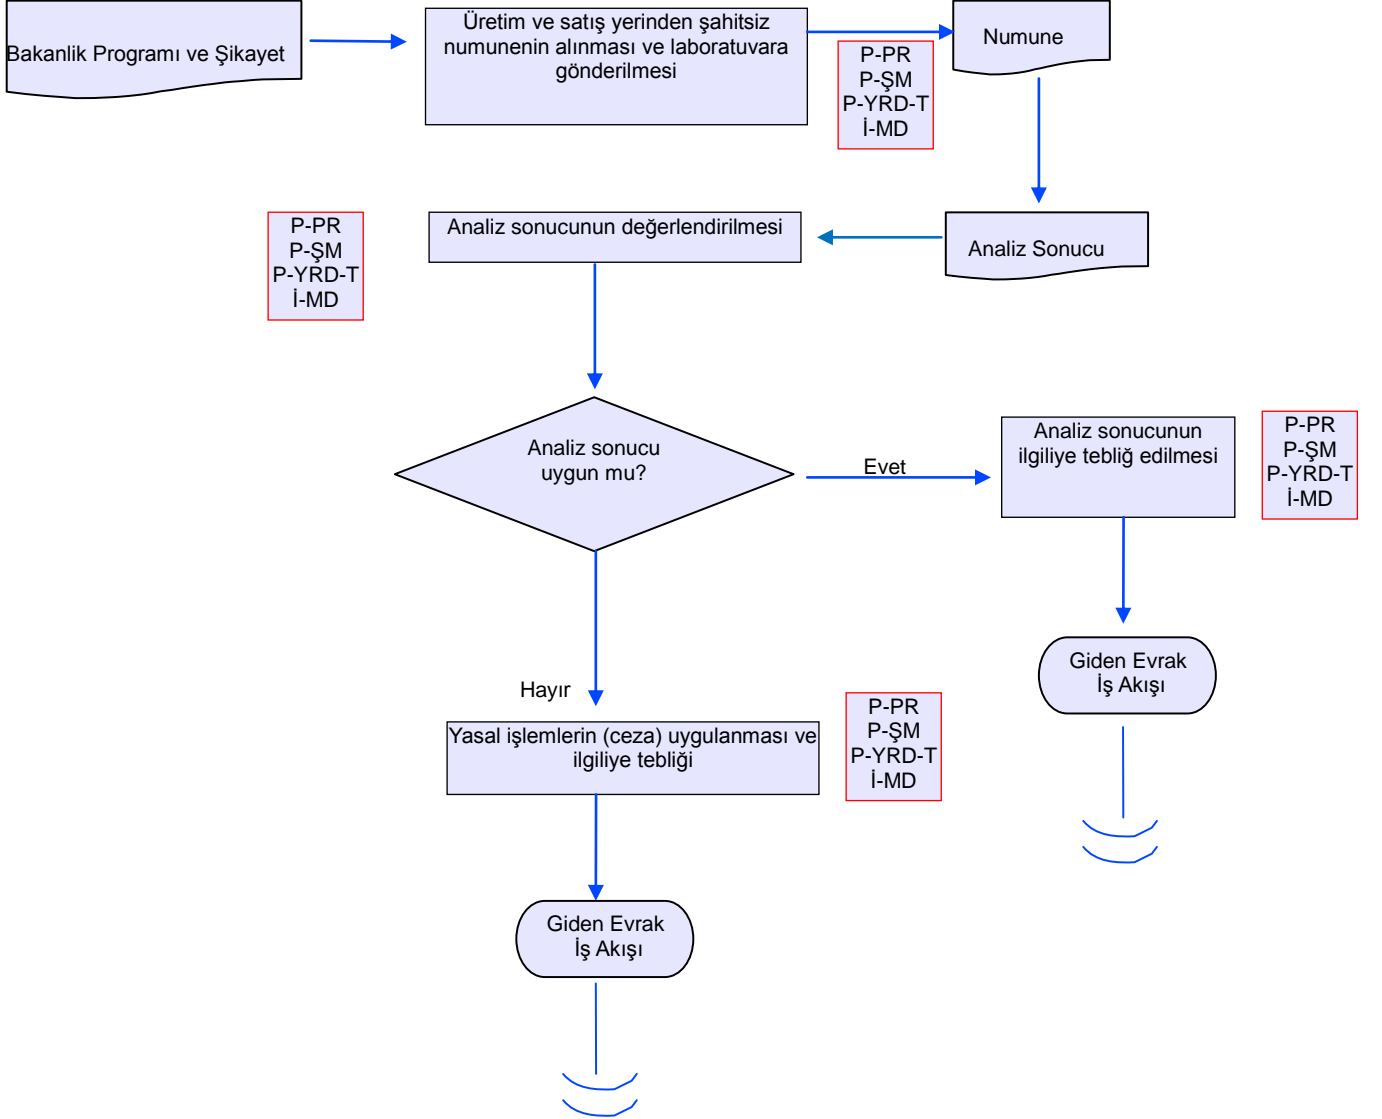 Bakanlik Programı ve Şikayet
Üretim ve satış yerinden şahitsiz
numunenin alınması ve laboratuvara
gönderilmesi
P-PR
P-ŞM
P-YRD-T
İ-MD
Numune
P-PR
P-ŞM
P-YRD-T
İ-MD
Analiz sonucunun değerlendirilmesi
Analiz Sonucu
Analiz sonucu
uygun mu?
Evet
Analiz sonucunun
ilgiliye tebliğ edilmesi
P-PR
P-ŞM
P-YRD-T
İ-MD
Giden Evrak
İş Akışı
Hayır
Yasal işlemlerin (ceza) uygulanması ve
ilgiliye tebliği
P-PR
P-ŞM
P-YRD-T
İ-MD
Giden Evrak
İş Akışı